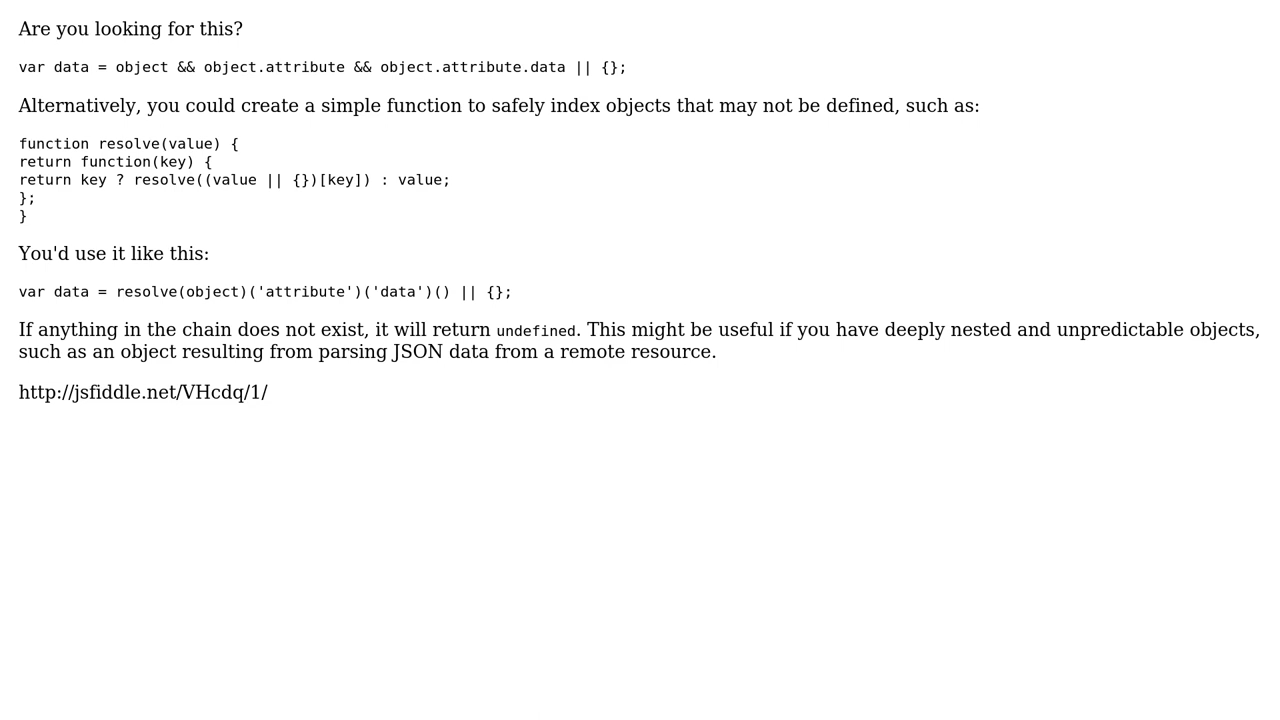 Are you looking for this?
var data = object && object.attribute && object.attribute.data || {};
Alternatively, you could create a simple function to safely index objects that may not be defined, such as:
function resolve(value) {
return function(key) {
return key ? resolve((value || {})[key]) : value;
};
}
You'd use it like this:
var data = resolve(object)('attribute')('data')() || {};
If anything in the chain does not exist, it will return undefined. This might be useful if you have deeply nested and unpredictable objects,
such as an object resulting from parsing JSON data from a remote resource.
http://jsfiddle.net/VHcdq/1/